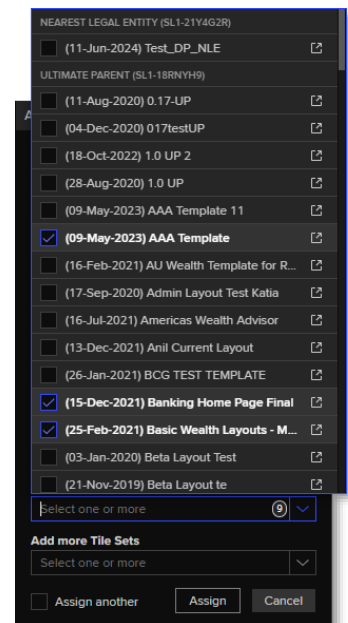 NEAREST LEGAL ENTITY (SL1-21Y4G2R)
(11-Jun-2024) Test_DP_NLE
ULTIMATE PARENT (SL1-18RNYH9)
(11-Aug-2020) 0.17-UP
(04-Dec-2020) 017testUP
(18-Oct-2022) 1.0 UP 2
(28-Aug-2020) 1.0 UP
(09-May-2023) AAA Template 11
(09-May-2023) AAA Template
(16-Feb-2021) AU Wealth Template for R...
(17-Sep-2020) Admin Layout Test Katia
(16-Jul-2021) Americas Wealth Advisor
(13-Dec-2021) Anil Current Layout
(26-Jan-2021) BCG TEST TEMPLATE
(15-Dec-2021) Banking Home Page Final
(25-Feb-2021) Basic Wealth Layouts - M...
(03-Jan-2020) Beta Layout Test
(21-Nov-2019) Beta Layout te
Select one or more 9
Add more Tile Sets
Select one or more
Assign another Assign Cancel